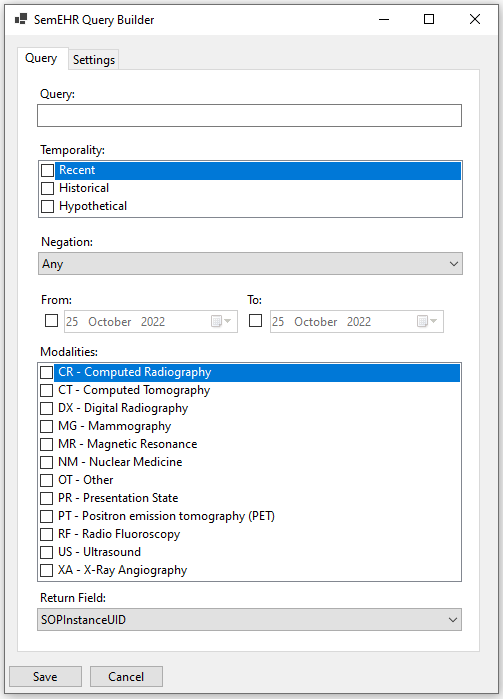 SemEHR Query Builder
Query Settings
Query:
Temporality:
Recent
Historical
Hypothetical
Negation:
Any
From: To:
25 October 2022 25 October 2022
Modalities:
CR - Computed Radiography
CT - Computed Tomography
DX - Digital Radiography
MG - Mammography
MR - Magnetic Resonance
NM - Nuclear Medicine
OT - Other
PR - Presentation State
PT - Positron emission tomography (PET)
RF - Radio Fluoroscopy
US - Ultrasound
XA - X-Ray Angiography
Return Field:
SOPInstanceUID
Save Cancel